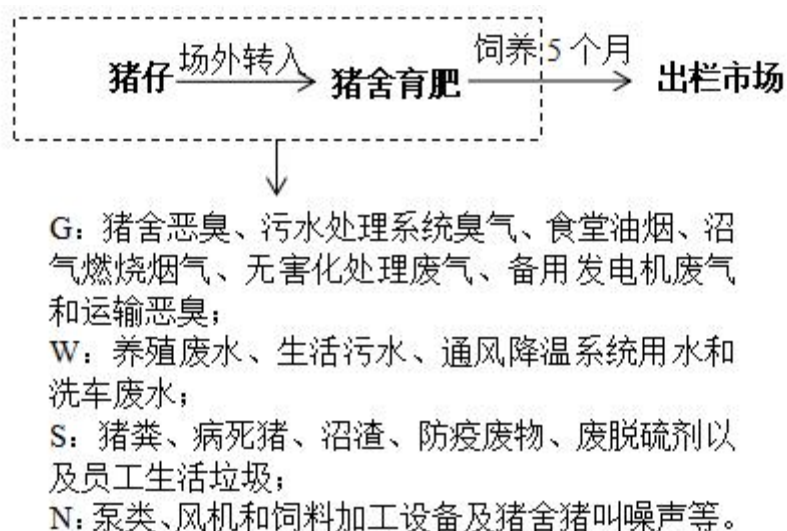 猪仔 场外转入 猪舍育肥 饲养5个月 出栏市场
G：猪舍恶臭、污水处理系统臭气、食堂油烟、沼
气燃烧烟气、无害化处理废气、备用发电机废气
和运输恶臭；
W：养殖废水、生活污水、通风降温系统用水和
洗车废水；
S：猪粪、病死猪、沼渣、防疫废物、废脱硫剂以
及员工生活垃圾；
N：泵类、风机和饲料加工设备及猪舍猪叫噪声等。